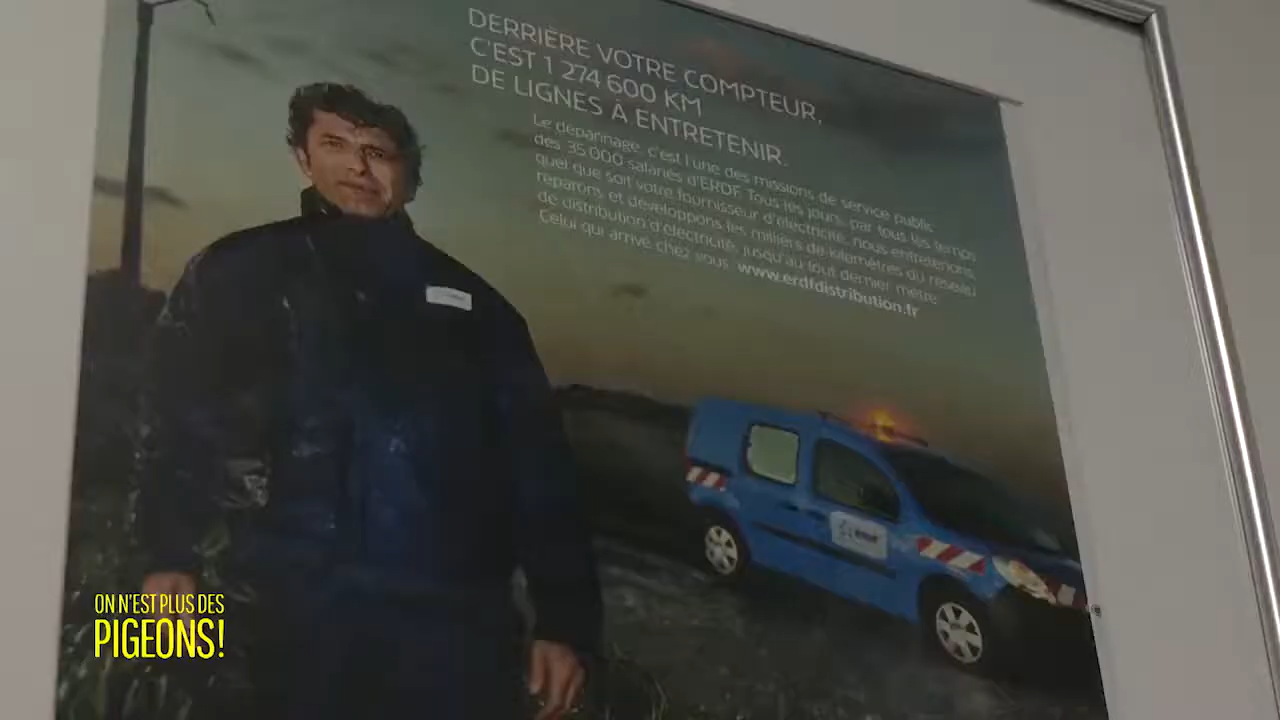 DERRIÈRE VOTRE COMPTEUR,
C'EST 1 274 600 KM
DE LIGNES À ENTRETENIR.
Le dépannage, c'est l'une des missions de service public
des 35 000 salariés d'ERDF. Tous les jours, par tous les temps
quel que soit votre fournisseur d'électricité, nous entretenons,
réparons et développons les milliers de kilomètres du réseau
de distribution d'électricité, jusqu'au tout dernier mètre.
Celui qui arrive chez vous. www.erdfdistribution.fr
ERDF
ON N'EST PLUS DES
PIGEONS!